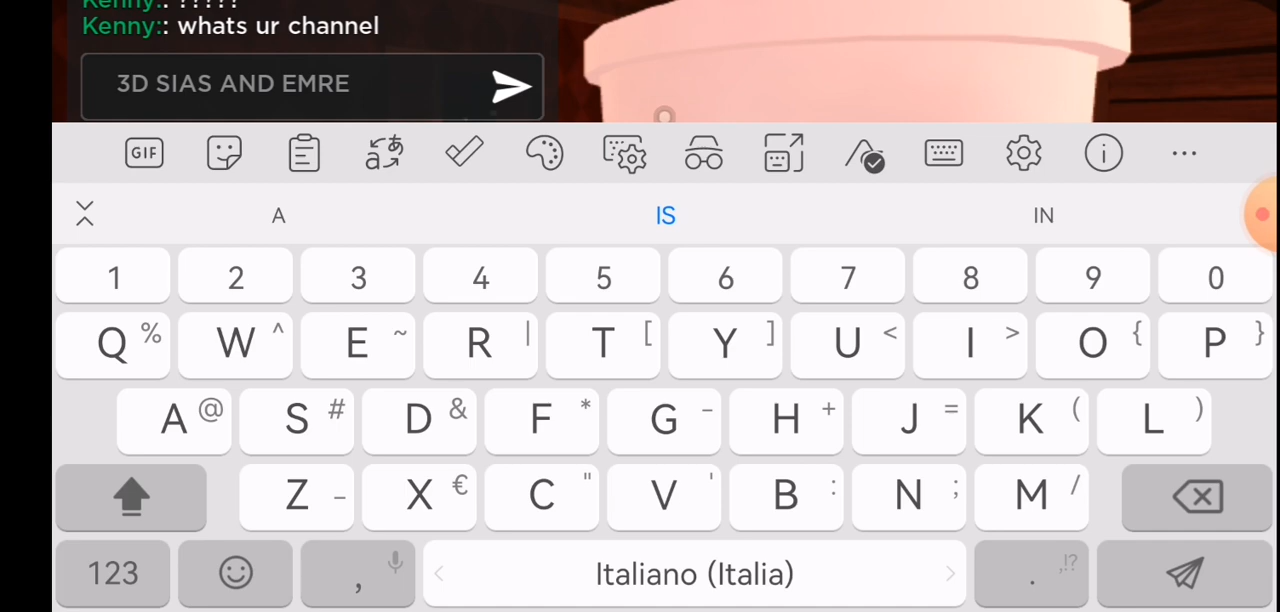 Kenny:: ?????
Kenny:: whats ur channel
3D SIAS AND EMRE
GIF
A IS IN
1 2 3 4 5 6 7 8 9 0
Q % W ^ E ~ R | T [ Y ] U < I > O { P }
A @ S # D & F * G - H + J = K ( L )
Z _ X € C " V ' B : N ; M /
123 , Italiano (Italia) . ,!?